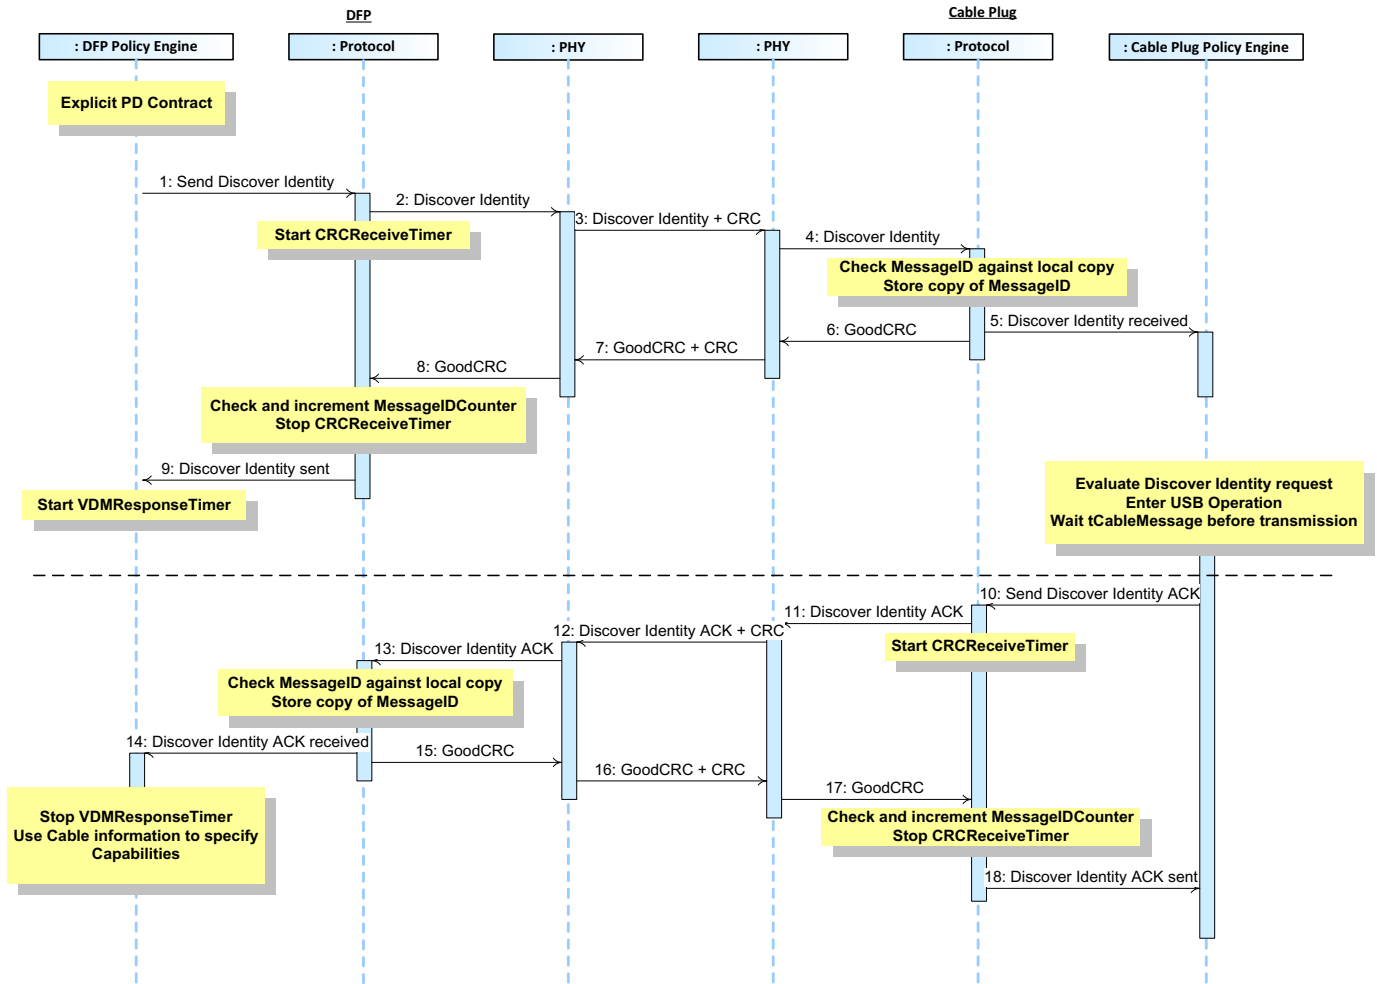 DFP
Cable Plug
: DFP Policy Engine
: Protocol
: PHY
: PHY
: Protocol
: Cable Plug Policy Engine
Explicit PD Contract
1: Send Discover Identity
2: Discover Identity
3: Discover Identity + CRC
Start CRCReceiveTimer
4: Discover Identity
Check MessageID against local copy
Store copy of MessageID
5: Discover Identity received
6: GoodCRC
7: GoodCRC + CRC
8: GoodCRC
Check and increment MessageIDCounter
Stop CRCReceiveTimer
9: Discover Identity sent
Start VDMResponseTimer
Evaluate Discover Identity request
Enter USB Operation
Wait tCableMessage before transmission
10: Send Discover Identity ACK
11: Discover Identity ACK
12: Discover Identity ACK + CRC
Start CRCReceiveTimer
13: Discover Identity ACK
Check MessageID against local copy
Store copy of MessageID
14: Discover Identity ACK received
15: GoodCRC
16: GoodCRC + CRC
17: GoodCRC
Stop VDMResponseTimer
Use Cable information to specify
Capabilities
Check and increment MessageIDCounter
Stop CRCReceiveTimer
18: Discover Identity ACK sent